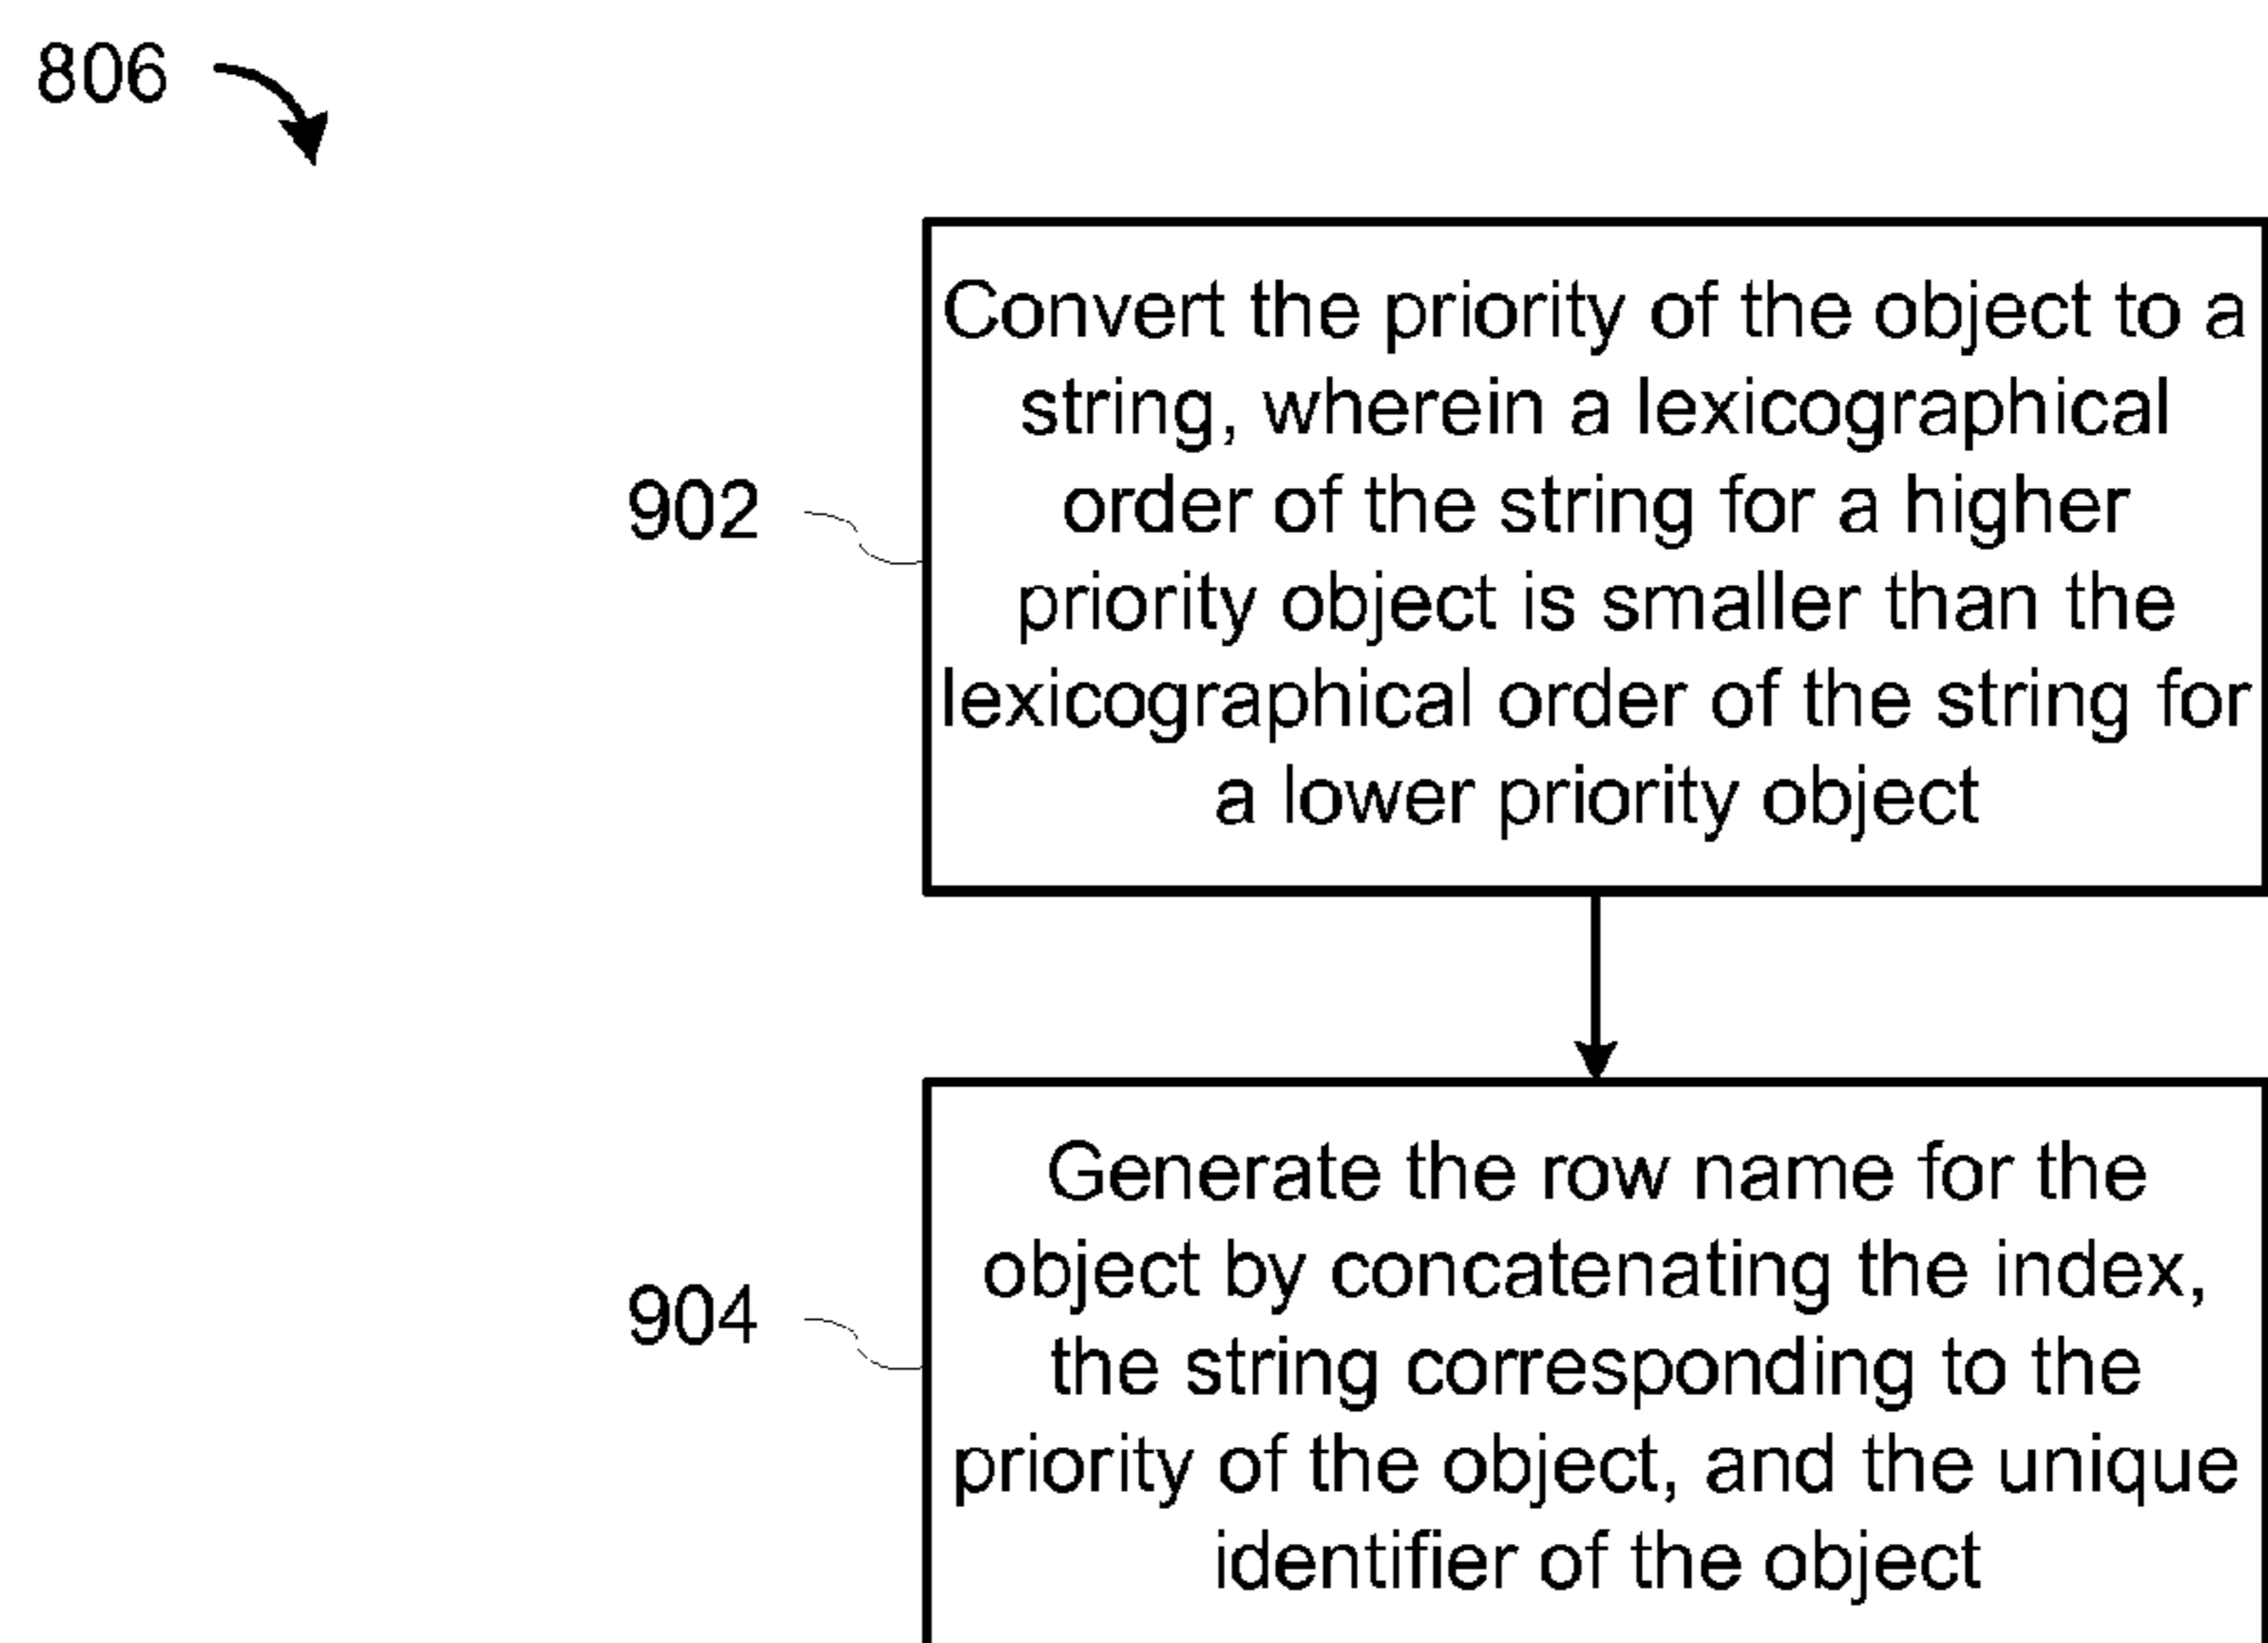 806
Convert the priority of the object to a
string, wherein a lexicographical
order of the string for a higher
902
priority object is smaller than the
lexicographical order of the string for
a lower priority object
Generate the row name for the
object by concatenating the index,
904
the string corresponding to the
priority of the object, and the unique
identifier of the object